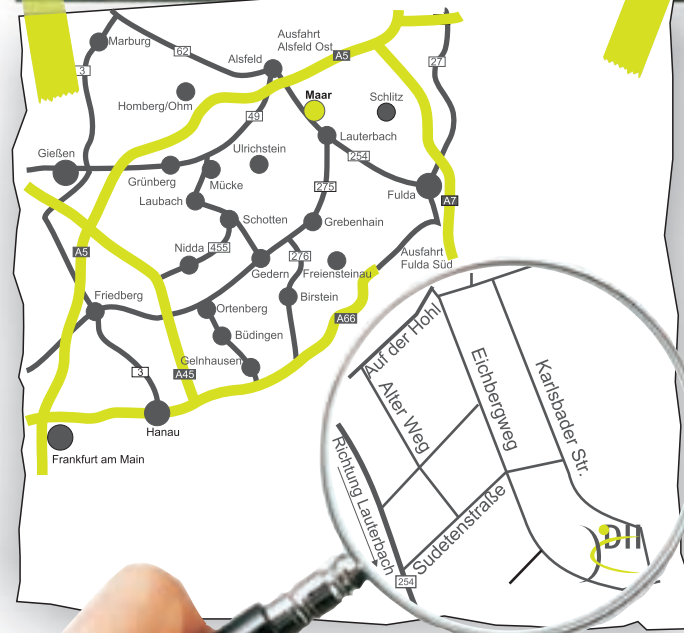 Ausfahrt
Alsfeld Ost
Marburg
62
Alsfeld
A5
27
3
Homberg/Ohm
Maar
Schlitz
49
Lauterbach
Gießen
Ulrichstein
254
Grünberg
Mücke
275
Fulda
A7
Laubach
Schotten
Grebenhain
A5
Nidda
455
276
Ausfahrt
Fulda Süd
Gedern
Freiensteinau
Friedberg
Ortenberg
Birstein
A66
Büdingen
Gelnhausen
3
A45
Hanau
Frankfurt am Main
Auf der Hohl
Alter Weg
Eichbergweg
Karlsbader Str.
Richtung Lauterbach
Sudetenstraße
254